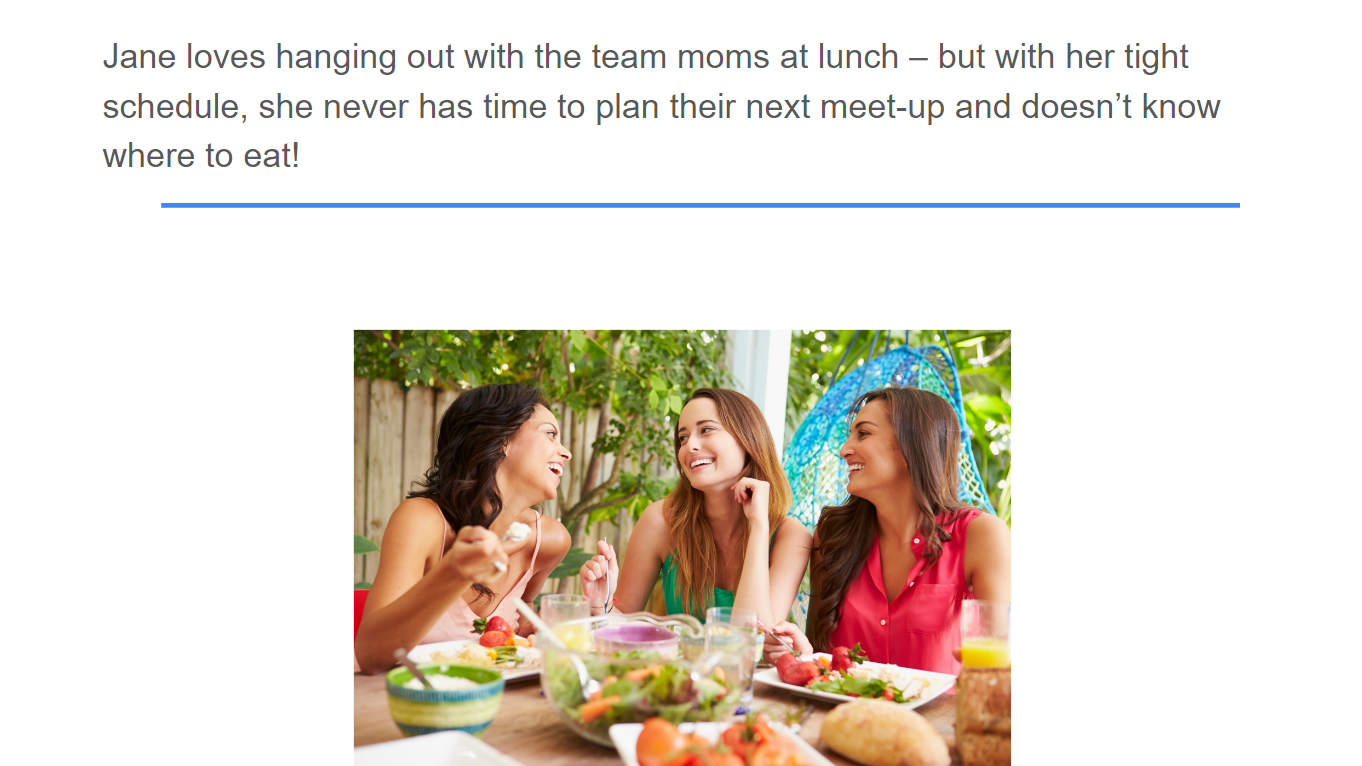 Jane loves hanging out with the team moms at lunch – but with her tight
schedule, she never has time to plan their next meet-up and doesn’t know
where to eat!